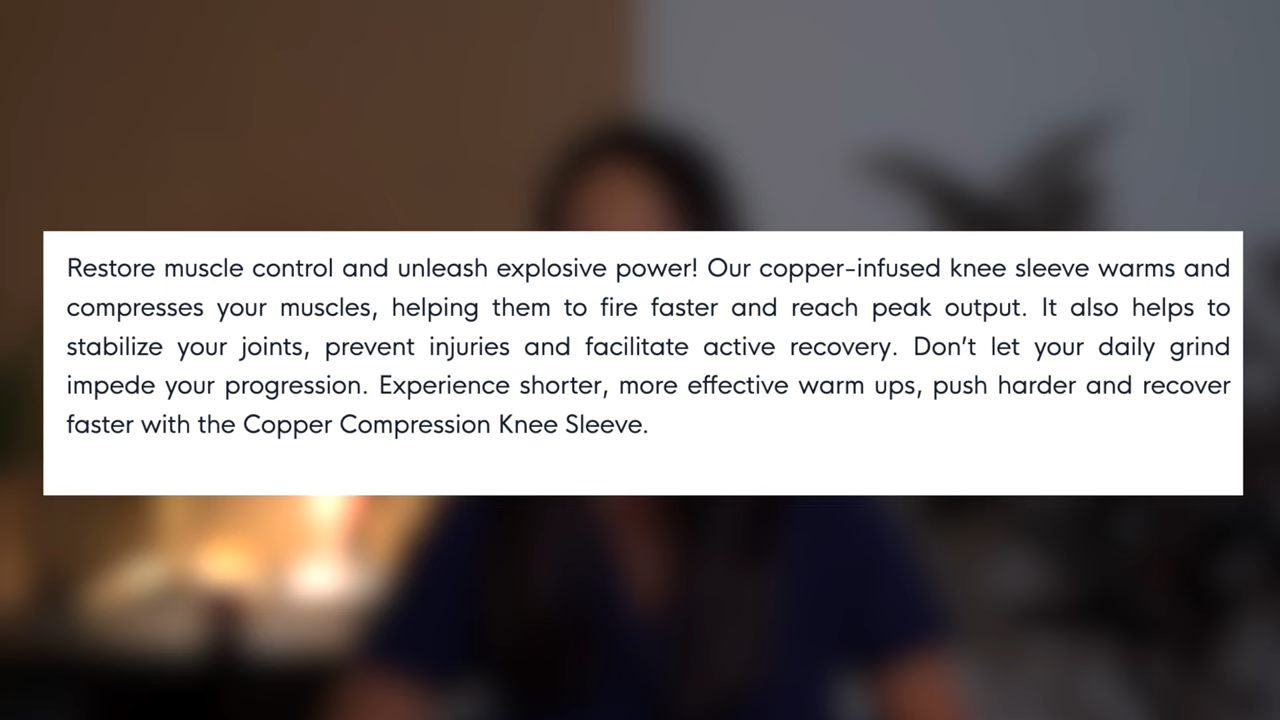 Restore muscle control and unleash explosive power! Our copper-infused knee sleeve warms and
compresses your muscles, helping them to fire faster and reach peak output. It also helps to
stabilize your joints, prevent injuries and facilitate active recovery. Don’t let your daily grind
impede your progression. Experience shorter, more effective warm ups, push harder and recover
faster with the Copper Compression Knee Sleeve.